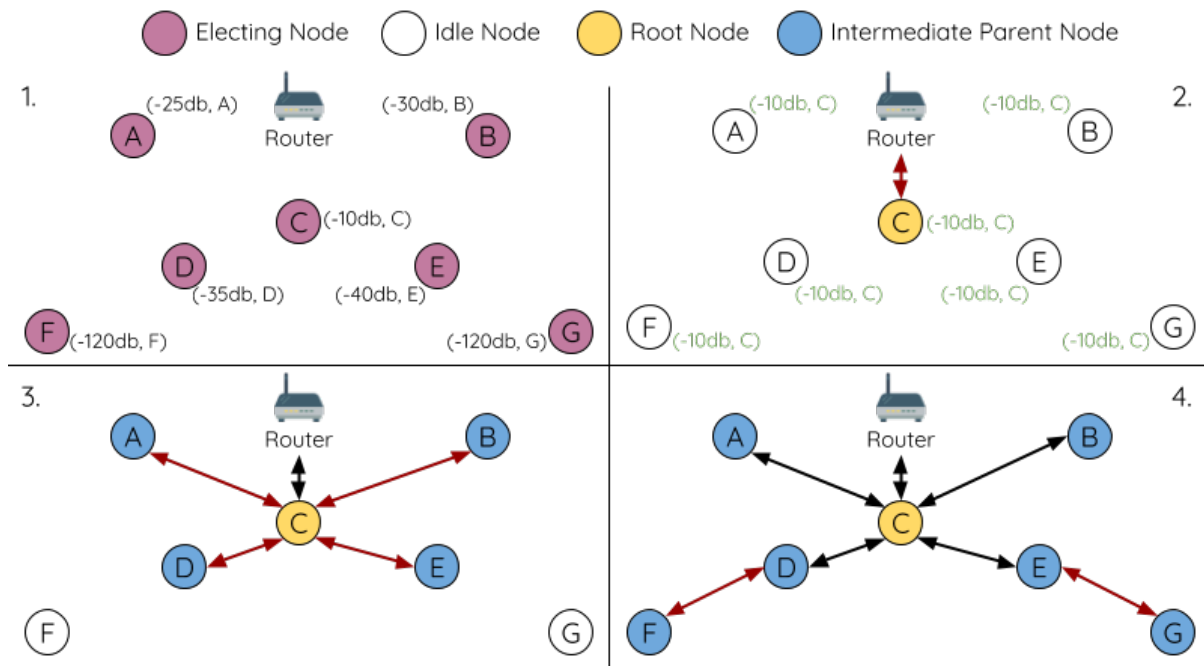 Electing Node
Idle Node
Root Node
Intermediate Parent Node
1.
(-25db, A)
(-30db, B)
A
Router
B
C
(-10db, C)
D
E
(-35db, D)
(-40db, E)
F
(-120db, F)
(-120db, G)
G
2.
(-10db, C)
(-10db, C)
A
Router
B
C
(-10db, C)
D
E
(-10db, C)
(-10db, C)
F
(-10db, C)
(-10db, C)
G
3.
A
Router
B
C
D
E
F
G
4.
A
Router
B
C
D
E
F
G